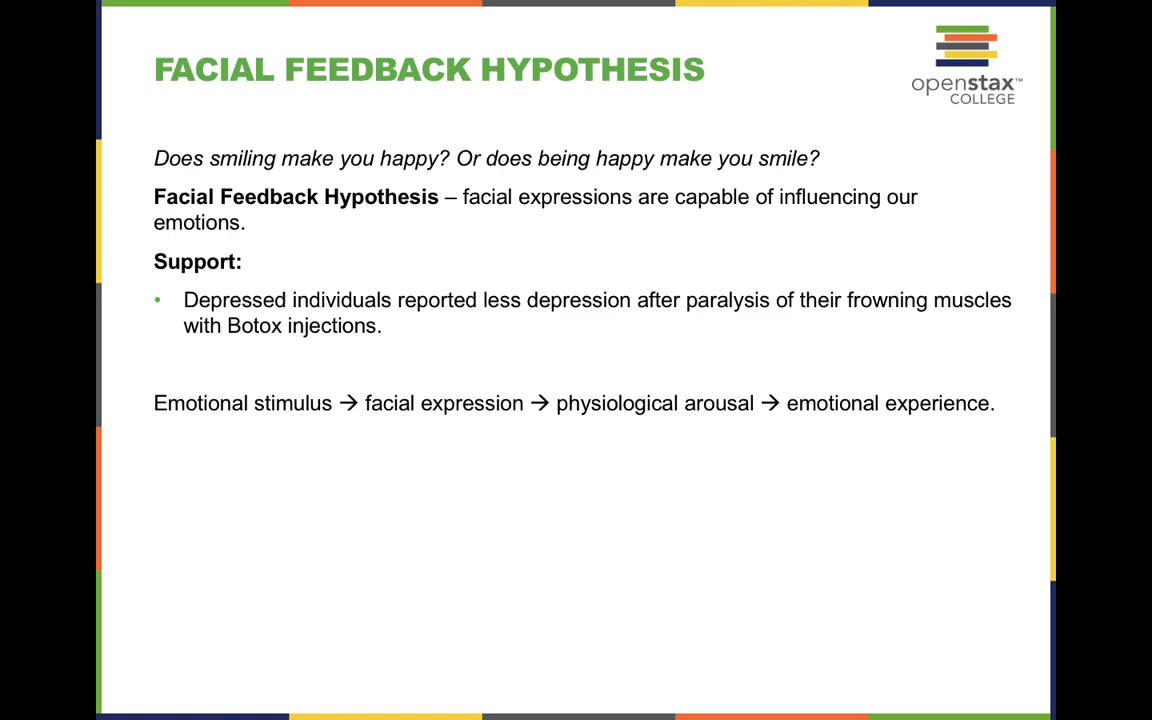 FACIAL FEEDBACK HYPOTHESIS
openstax™
COLLEGE
Does smiling make you happy? Or does being happy make you smile?
Facial Feedback Hypothesis – facial expressions are capable of influencing our
emotions.
Support:
• Depressed individuals reported less depression after paralysis of their frowning muscles
with Botox injections.
Emotional stimulus → facial expression → physiological arousal → emotional experience.